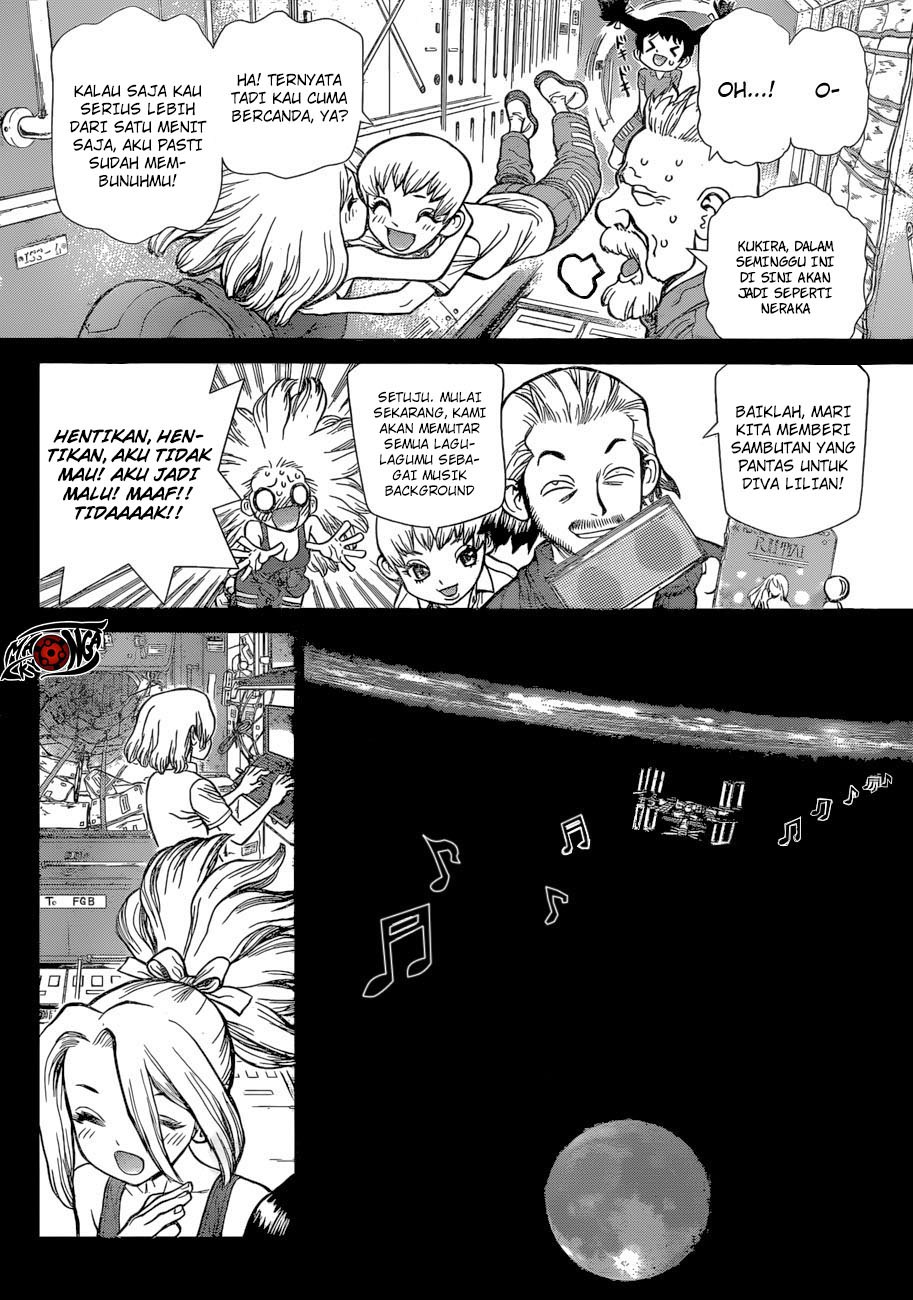 OH...! O-
KUKIRA, DALAM
SEMINGGU INI
DI SINI AKAN
JADI SEPERTI
NERAKA
HA! TERNYATA
TADI KAU CUMA
BERCANDA, YA?
KALAU SAJA KAU
SERIUS LEBIH
DARI SATU MENIT
SAJA, AKU PASTI
SUDAH MEM-
BUNUHMU!
BAIKLAH, MARI
KITA MEMBERI
SAMBUTAN YANG
PANTAS UNTUK
DIVA LILIAN!
SETUJU. MULAI
SEKARANG, KAMI
AKAN MEMUTAR
SEMUA LAGU-
LAGUMU SEBA-
GAI MUSIK
BACKGROUND
HENTIKAN, HEN-
TIKAN, AKU TIDAK
MAU! AKU JADI
MALU! MAAF!!
TIDAAAAK!!
To FGB